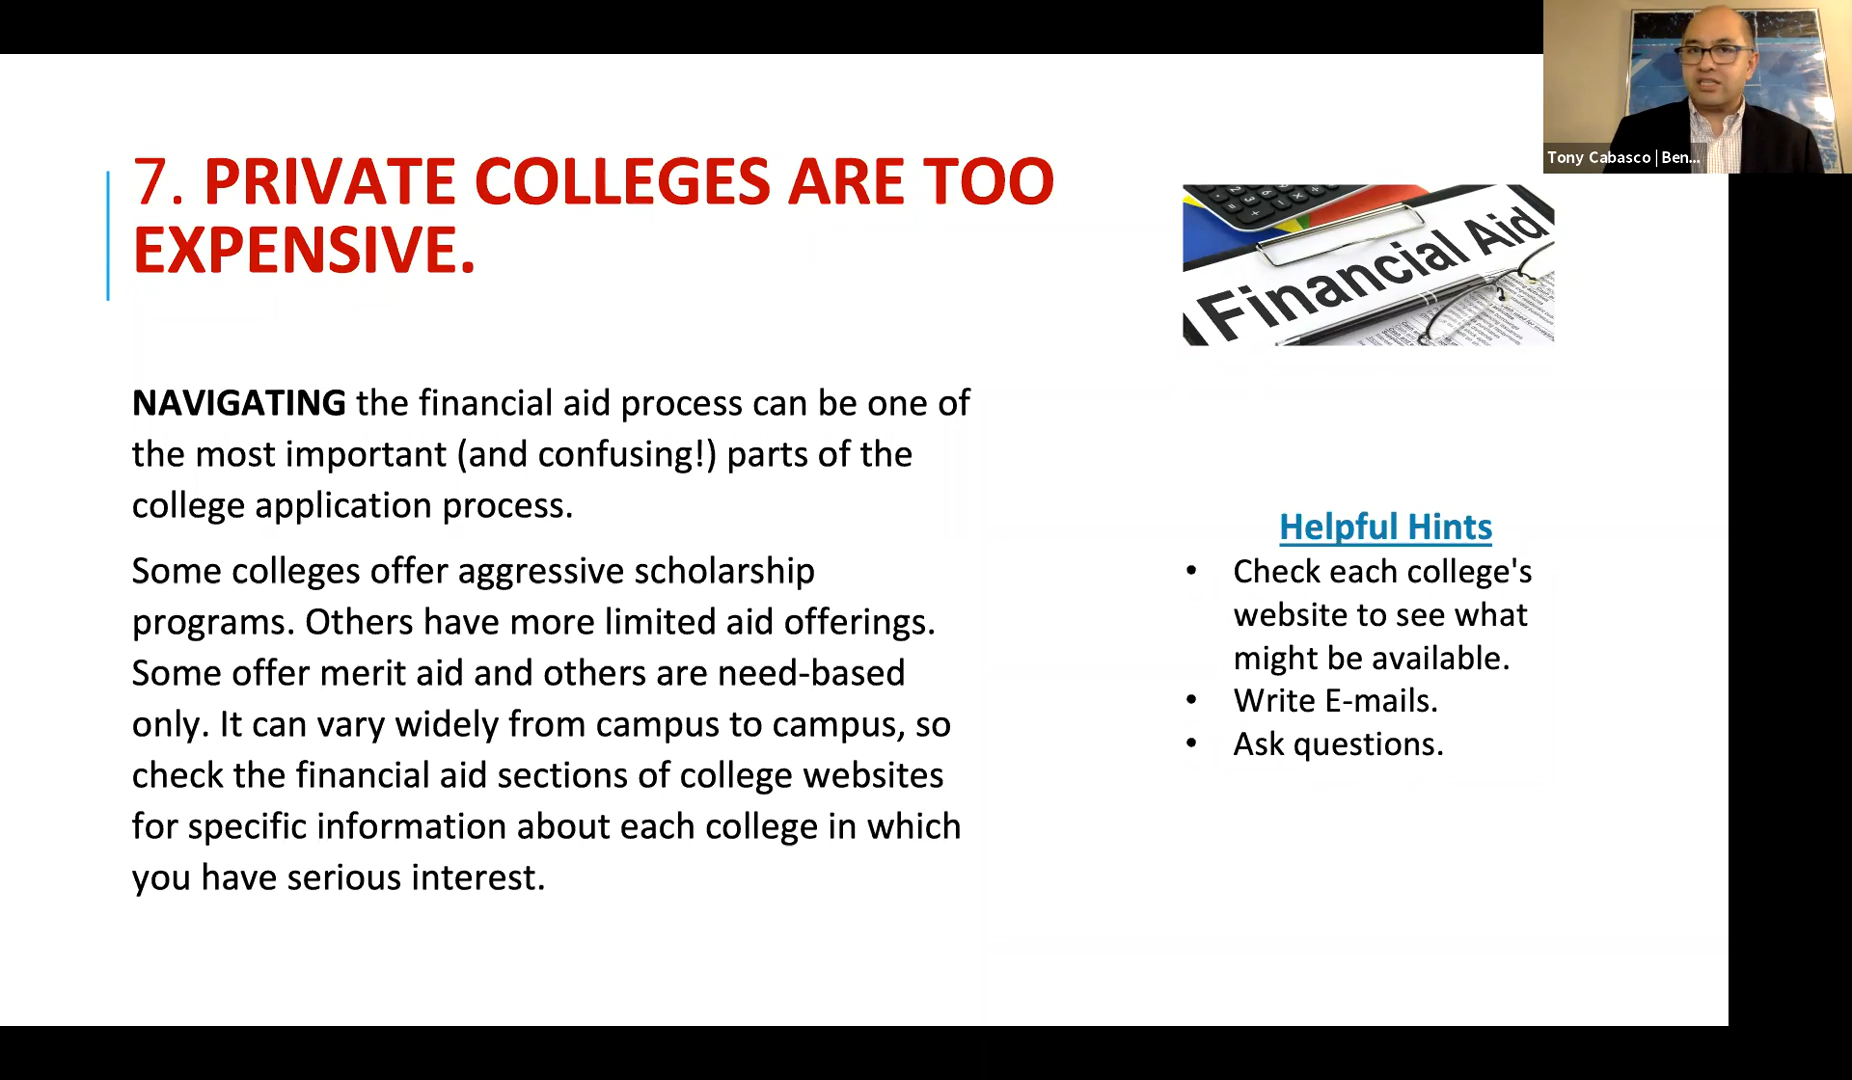 7. PRIVATE COLLEGES ARE TOO
EXPENSIVE.
NAVIGATING the financial aid process can be one of
the most important (and confusing!) parts of the
college application process.
Some colleges offer aggressive scholarship
programs. Others have more limited aid offerings.
Some offer merit aid and others are need-based
only. It can vary widely from campus to campus, so
check the financial aid sections of college websites
for specific information about each college in which
you have serious interest.
Tony Cabasco | Ben...
Financial Aid
Helpful Hints
• Check each college's
website to see what
might be available.
• Write E-mails.
• Ask questions.